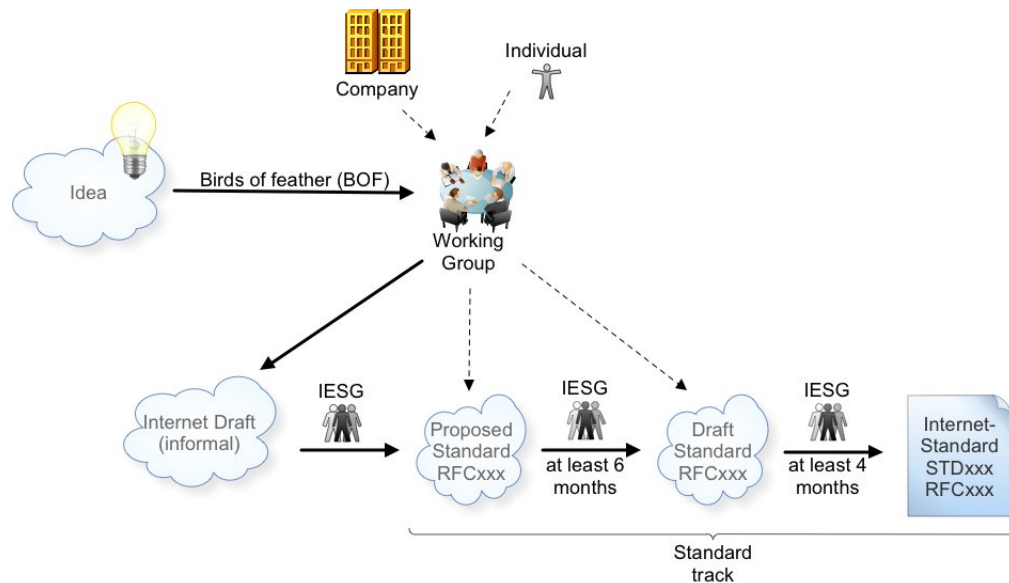 Individual
Company
Idea
Birds of feather (BOF)
Working
Group
Internet Draft
(informal)
IESG
Proposed
Standard
RFCxxx
IESG
at least 6
months
Draft
Standard
RFCxxx
IESG
at least 4
months
Internet-
Standard
STDxxx
RFCxxx
Standard
track